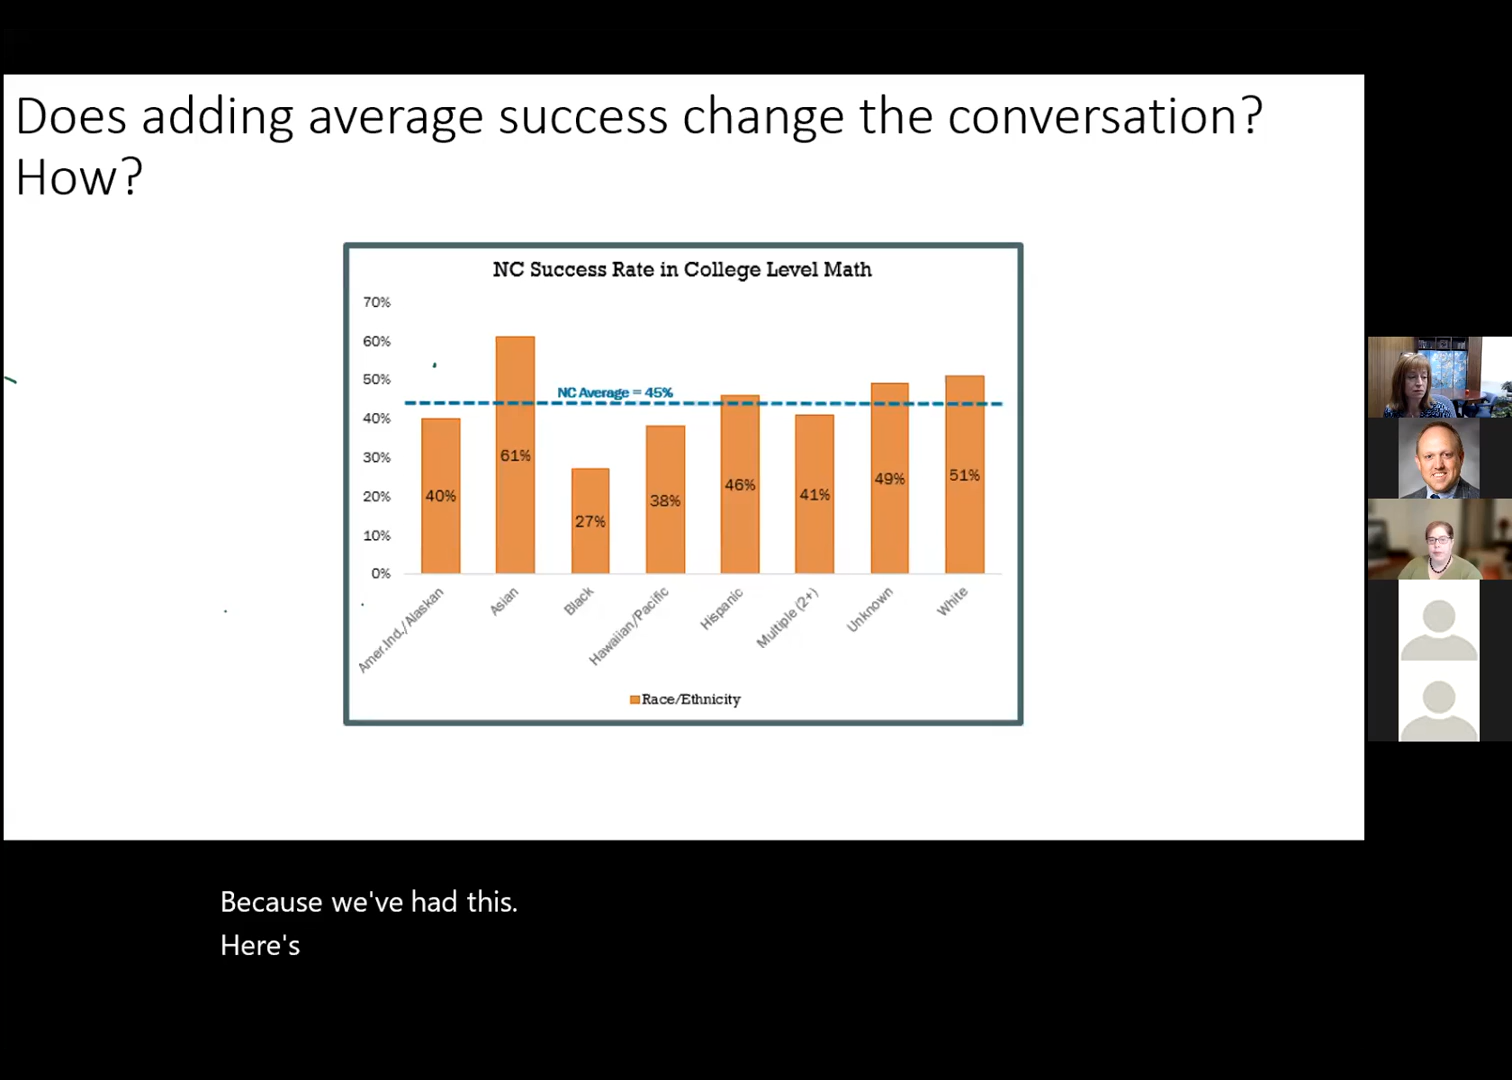 Does adding average success change the conversation?
How?
NC Success Rate in College Level Math
70%
60%
50%
40%
30%
20%
10%
0%
NC Average = 45%
40%
61%
27%
38%
46%
41%
49%
51%
Amer.Ind./Alaskan
Asian
Black
Hawaiian/Pacific
Hispanic
Multiple (2+)
Unknown
White
Race/Ethnicity
Because we've had this.
Here's